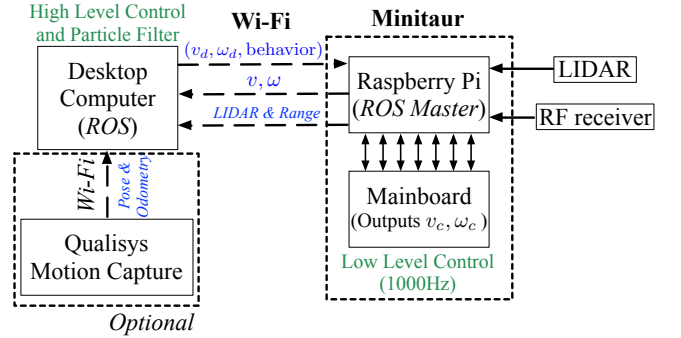 High Level Control
and Particle Filter
Wi-Fi
Minitaur
Desktop
Computer
(ROS)
(v_d, ω_d, behavior)
v, ω
LIDAR & Range
Raspberry Pi
(ROS Master)
LIDAR
RF receiver
Mainboard
(Outputs v_c, ω_c)
Low Level Control
(1000Hz)
Wi-Fi
Pose &
Odometry
Qualisys
Motion Capture
Optional